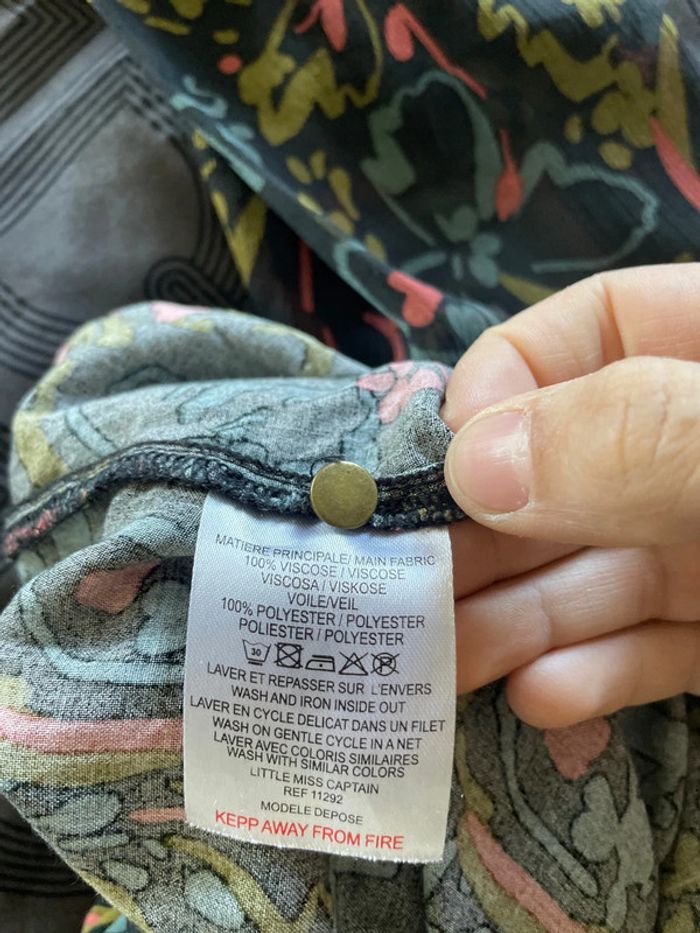 MATIERE PRINCIPALE/ MAIN FABRIC
100% VISCOSE / VISCOSE
VISCOSA / VISKOSE
VOILE/VEIL
100% POLYESTER / POLYESTER
POLIESTER / POLYESTER
30
LAVER ET REPASSER SUR L'ENVERS
WASH AND IRON INSIDE OUT
LAVER EN CYCLE DELICAT DANS UN FILET
WASH ON GENTLE CYCLE IN A NET
LAVER AVEC COLORIS SIMILAIRES
WASH WITH SIMILAR COLORS
LITTLE MISS CAPTAIN
REF 11292
MODELE DEPOSE
KEPP AWAY FROM FIRE